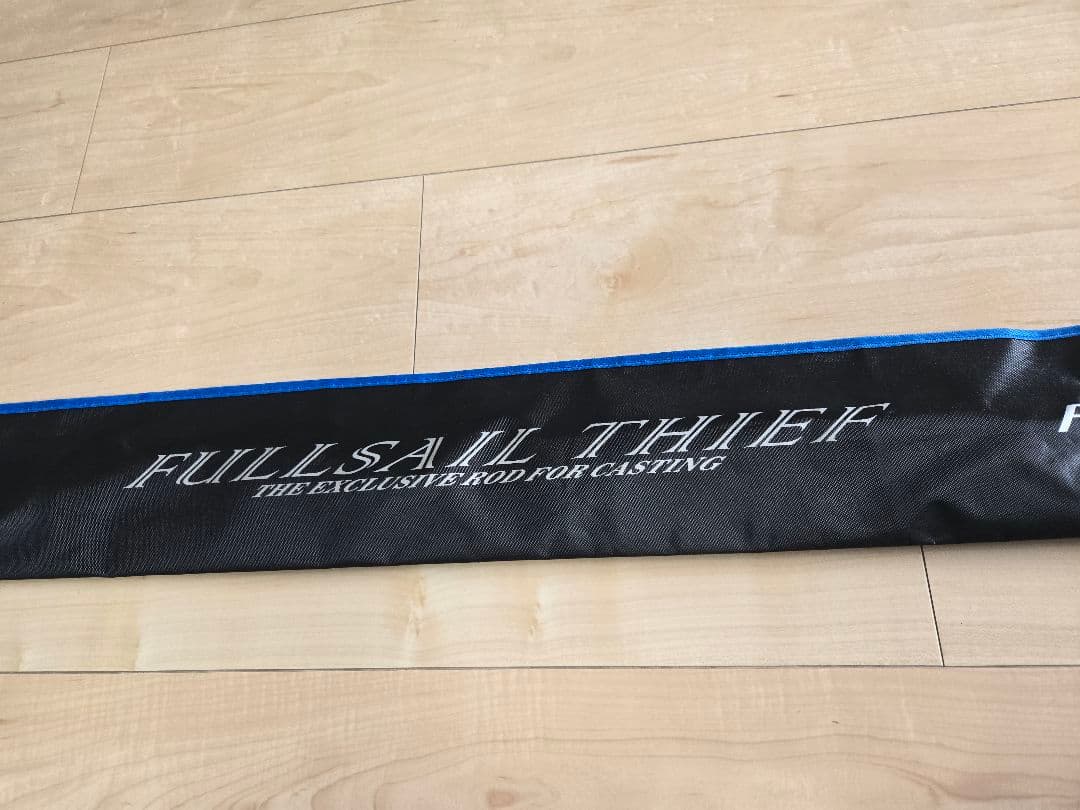 FULLSAIL THIEF
THE EXCLUSIVE ROD FOR CASTING